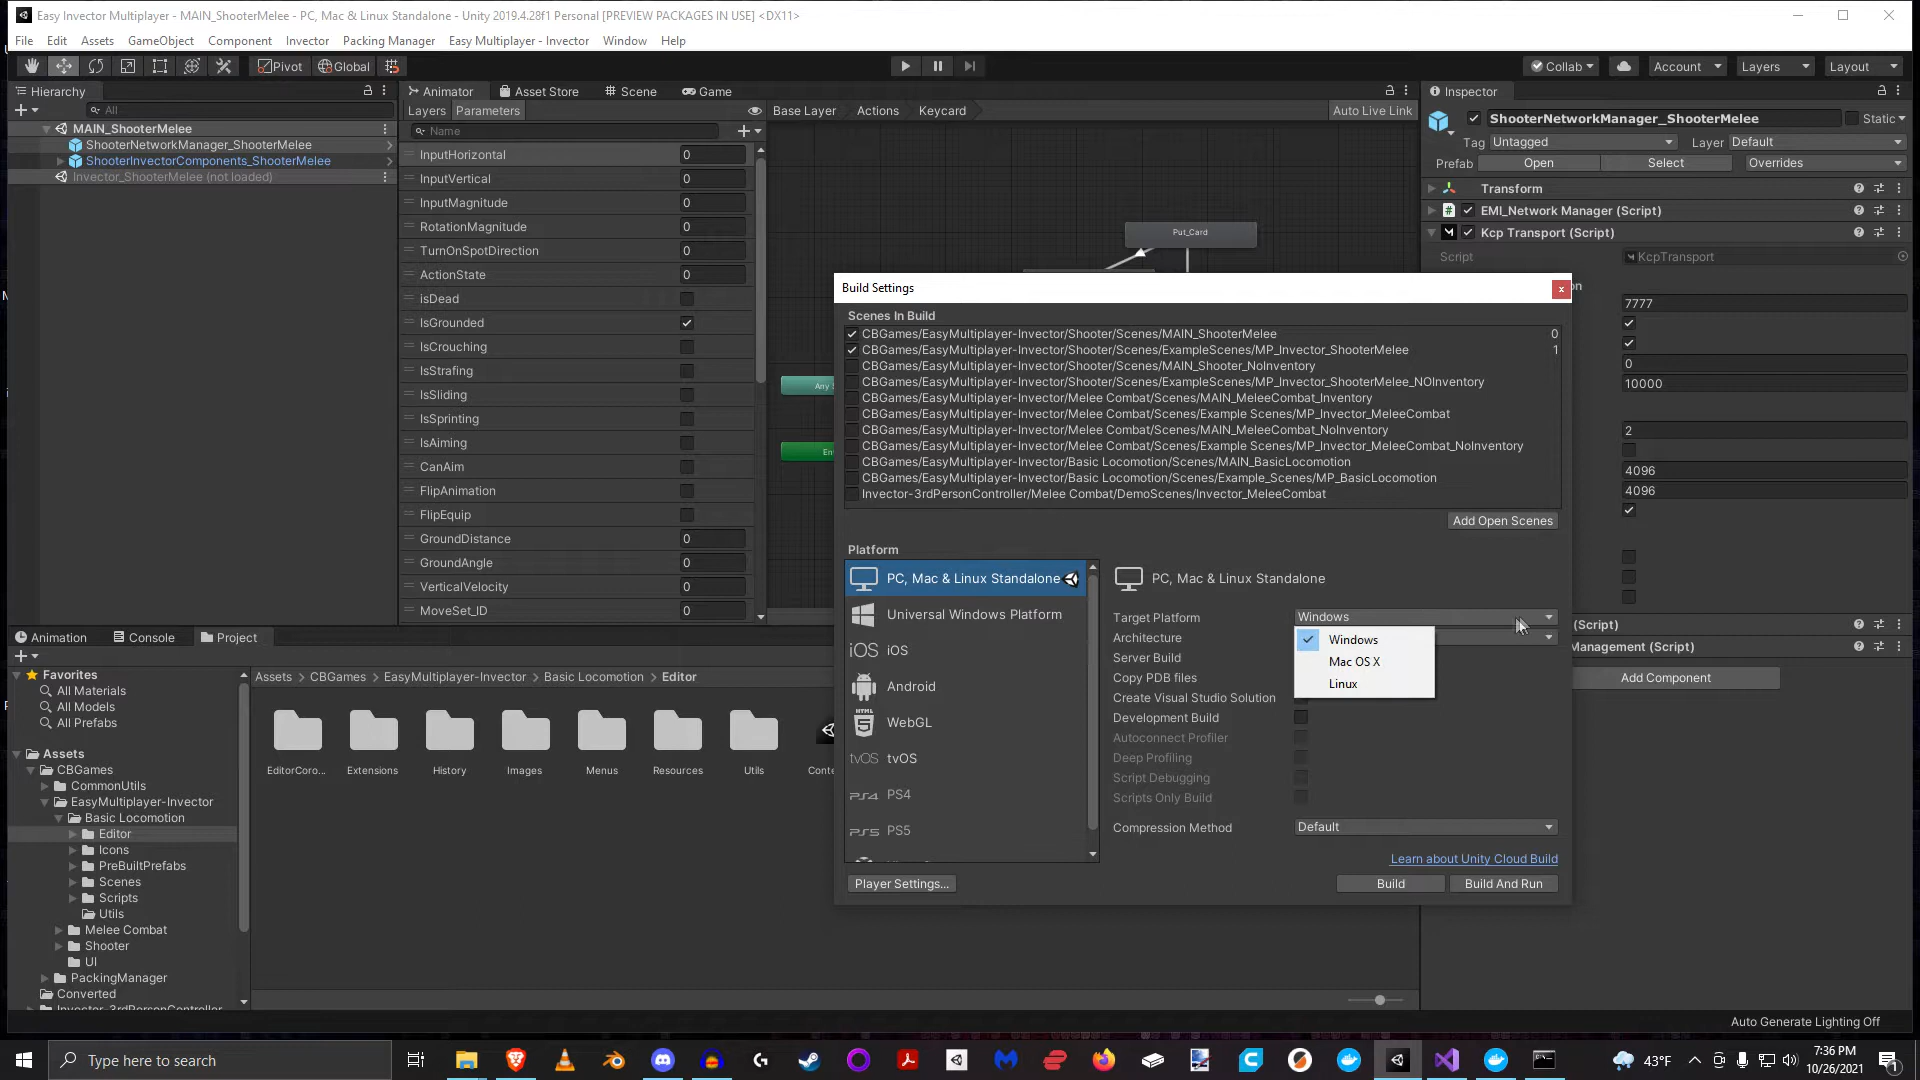 Easy Invector Multiplayer - MAIN_ShooterMelee - PC, Mac & Linux Standalone - Unity 2019.4.28f1 Personal [PREVIEW PACKAGES IN USE] <DX11>
File Edit Assets GameObject Component Invector Packing Manager Easy Multiplayer - Invector Window Help
Pivot Global Collab Account Layers Layout
Hierarchy
All
MAIN_ShooterMelee
ShooterNetworkManager_ShooterMelee
ShooterInvectorComponents_ShooterMelee
Invector_ShooterMelee (not loaded)
Animator Asset Store Scene Game
Layers Parameters Base Layer Actions Keycard Auto Live Link
Name
InputHorizontal 0
InputVertical 0
InputMagnitude 0
RotationMagnitude 0
TurnOnSpotDirection 0
ActionState 0
isDead
IsGrounded
IsCrouching
IsStrafing
IsSliding
IsSprinting
IsAiming
CanAim
FlipAnimation
FlipEquip
GroundDistance 0
GroundAngle 0
VerticalVelocity 0
MoveSet_ID 0
Put_Card
Any S
En
Inspector
ShooterNetworkManager_ShooterMelee Static
Tag Untagged Layer Default
Prefab Open Select Overrides
Transform
EMI_Network Manager (Script)
Kcp Transport (Script)
Script KcpTransport
on
7777
0
10000
2
4096
4096
(Script)
Management (Script)
Add Component
Build Settings
x
Scenes In Build
CBGames/EasyMultiplayer-Invector/Shooter/Scenes/MAIN_ShooterMelee 0
CBGames/EasyMultiplayer-Invector/Shooter/Scenes/ExampleScenes/MP_Invector_ShooterMelee 1
CBGames/EasyMultiplayer-Invector/Shooter/Scenes/MAIN_Shooter_NoInventory
CBGames/EasyMultiplayer-Invector/Shooter/Scenes/ExampleScenes/MP_Invector_ShooterMelee_NOInventory
CBGames/EasyMultiplayer-Invector/Melee Combat/Scenes/MAIN_MeleeCombat_Inventory
CBGames/EasyMultiplayer-Invector/Melee Combat/Scenes/Example Scenes/MP_Invector_MeleeCombat
CBGames/EasyMultiplayer-Invector/Melee Combat/Scenes/MAIN_MeleeCombat_NoInventory
CBGames/EasyMultiplayer-Invector/Melee Combat/Scenes/Example Scenes/MP_Invector_MeleeCombat_NoInventory
CBGames/EasyMultiplayer-Invector/Basic Locomotion/Scenes/MAIN_BasicLocomotion
CBGames/EasyMultiplayer-Invector/Basic Locomotion/Scenes/Example_Scenes/MP_BasicLocomotion
Invector-3rdPersonController/Melee Combat/DemoScenes/Invector_MeleeCombat
Add Open Scenes
Platform
PC, Mac & Linux Standalone
Universal Windows Platform
iOS iOS
Android
HTML 5 WebGL
tvOS tvOS
PS4 PS4
PS5 PS5
PC, Mac & Linux Standalone
Target Platform Windows
Architecture
Server Build
Copy PDB files
Create Visual Studio Solution
Development Build
Autoconnect Profiler
Deep Profiling
Script Debugging
Scripts Only Build
Compression Method Default
Windows
Mac OS X
Linux
Learn about Unity Cloud Build
Player Settings... Build Build And Run
Animation Console Project
Favorites
All Materials
All Models
All Prefabs
Assets
CBGames
CommonUtils
EasyMultiplayer-Invector
Basic Locomotion
Editor
Icons
PreBuiltPrefabs
Scenes
Scripts
Utils
Melee Combat
Shooter
UI
PackingManager
Converted
Invector-3rdPersonController
Assets CBGames EasyMultiplayer-Invector Basic Locomotion Editor
EditorCoro... Extensions History Images Menus Resources Utils Conte
Auto Generate Lighting Off
Type here to search
43°F
7:36 PM
10/26/2021
1